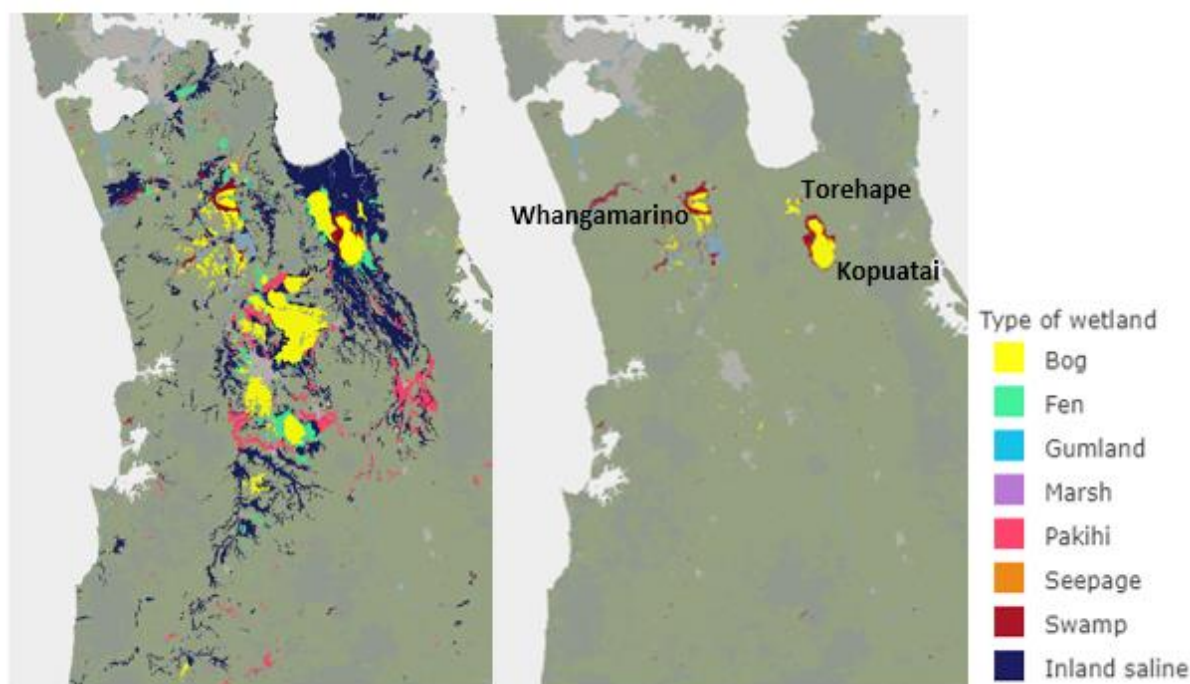 Torehape
Whangamarino
Kopuatai
Type of wetland
Bog
Fen
Gumland
Marsh
Pakihi
Seepage
Swamp
Inland saline